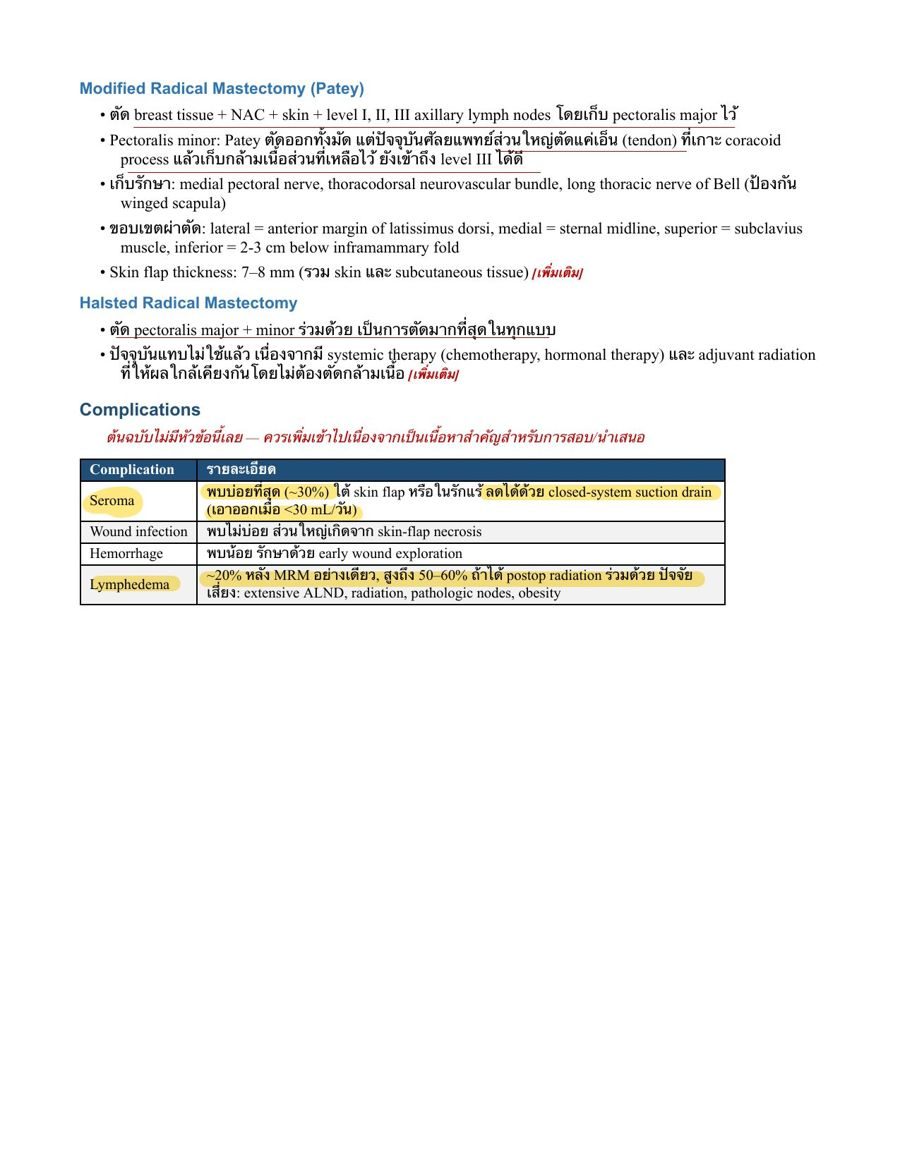 Modified Radical Mastectomy (Patey)
• ตัด breast tissue + NAC + skin + level I, II, III axillary lymph nodes โดยเก็บ pectoralis major ไว้
• Pectoralis minor: Patey ตัดออกทั้งมัด แต่ปัจจุบันศัลยแพทย์ส่วนใหญ่ตัดแค่เอ็น (tendon) ที่เกาะ coracoid
process แล้วเก็บกล้ามเนื้อส่วนที่เหลือไว้ ยังเข้าถึง level III ได้ดี
• เก็บรักษา: medial pectoral nerve, thoracodorsal neurovascular bundle, long thoracic nerve of Bell (ป้องกัน
winged scapula)
• ขอบเขตผ่าตัด: lateral = anterior margin of latissimus dorsi, medial = sternal midline, superior = subclavius
muscle, inferior = 2-3 cm below inframammary fold
• Skin flap thickness: 7–8 mm (รวม skin และ subcutaneous tissue) [เพิ่มเติม]
Halsted Radical Mastectomy
• ตัด pectoralis major + minor ร่วมด้วย เป็นการตัดมากที่สุดในทุกแบบ
• ปัจจุบันแทบไม่ใช้แล้ว เนื่องจากมี systemic therapy (chemotherapy, hormonal therapy) และ adjuvant radiation
ที่ให้ผลใกล้เคียงกันโดยไม่ต้องตัดกล้ามเนื้อ [เพิ่มเติม]
Complications
ต้นฉบับไม่มีหัวข้อนี้เลย — ควรเพิ่มเข้าไปเนื่องจากเป็นเนื้อหาสำคัญสำหรับการสอบ/นำเสนอ
Complication รายละเอียด
Seroma พบบ่อยที่สุด (~30%) ใต้ skin flap หรือในรักแร้ ลดได้ด้วย closed-system suction drain
(เอาออกเมื่อ <30 mL/วัน)
Wound infection พบไม่บ่อย ส่วนใหญ่เกิดจาก skin-flap necrosis
Hemorrhage พบน้อย รักษาด้วย early wound exploration
Lymphedema ~20% หลัง MRM อย่างเดียว, สูงถึง 50–60% ถ้าได้ postop radiation ร่วมด้วย ปัจจัย
เสี่ยง: extensive ALND, radiation, pathologic nodes, obesity